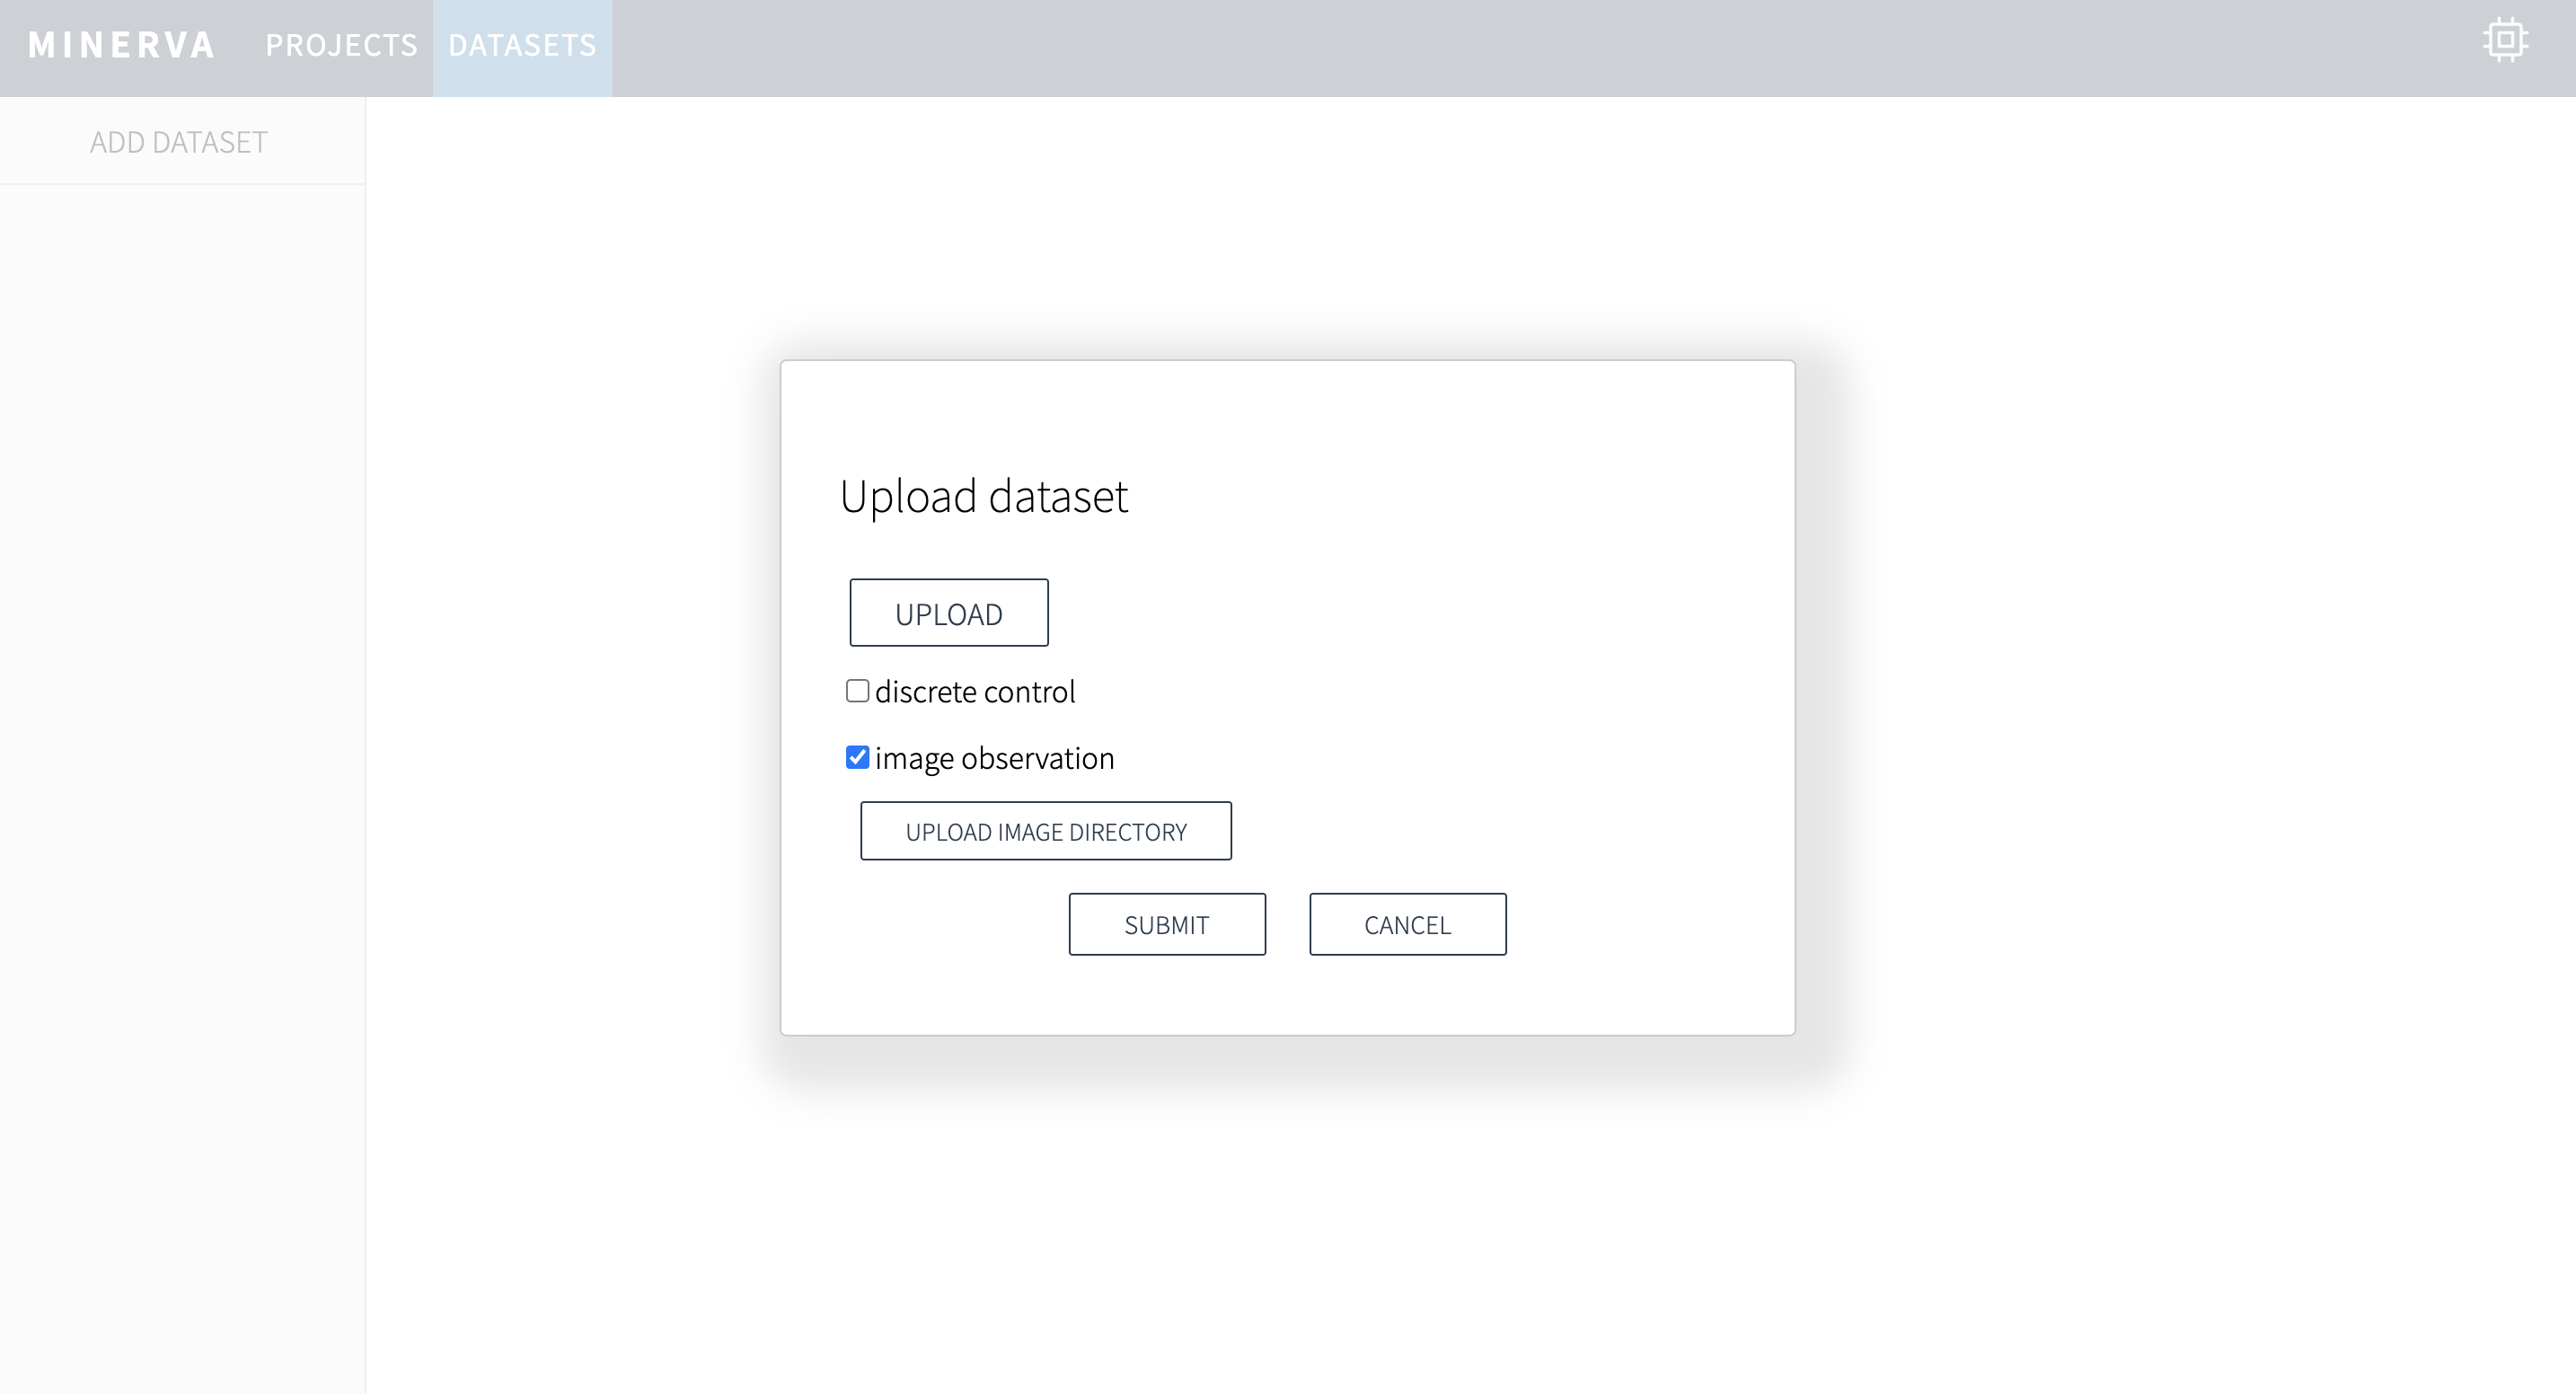 MINERVA PROJECTS DATASETS
ADD DATASET
Upload dataset
UPLOAD
discrete control
image observation
UPLOAD IMAGE DIRECTORY
SUBMIT CANCEL